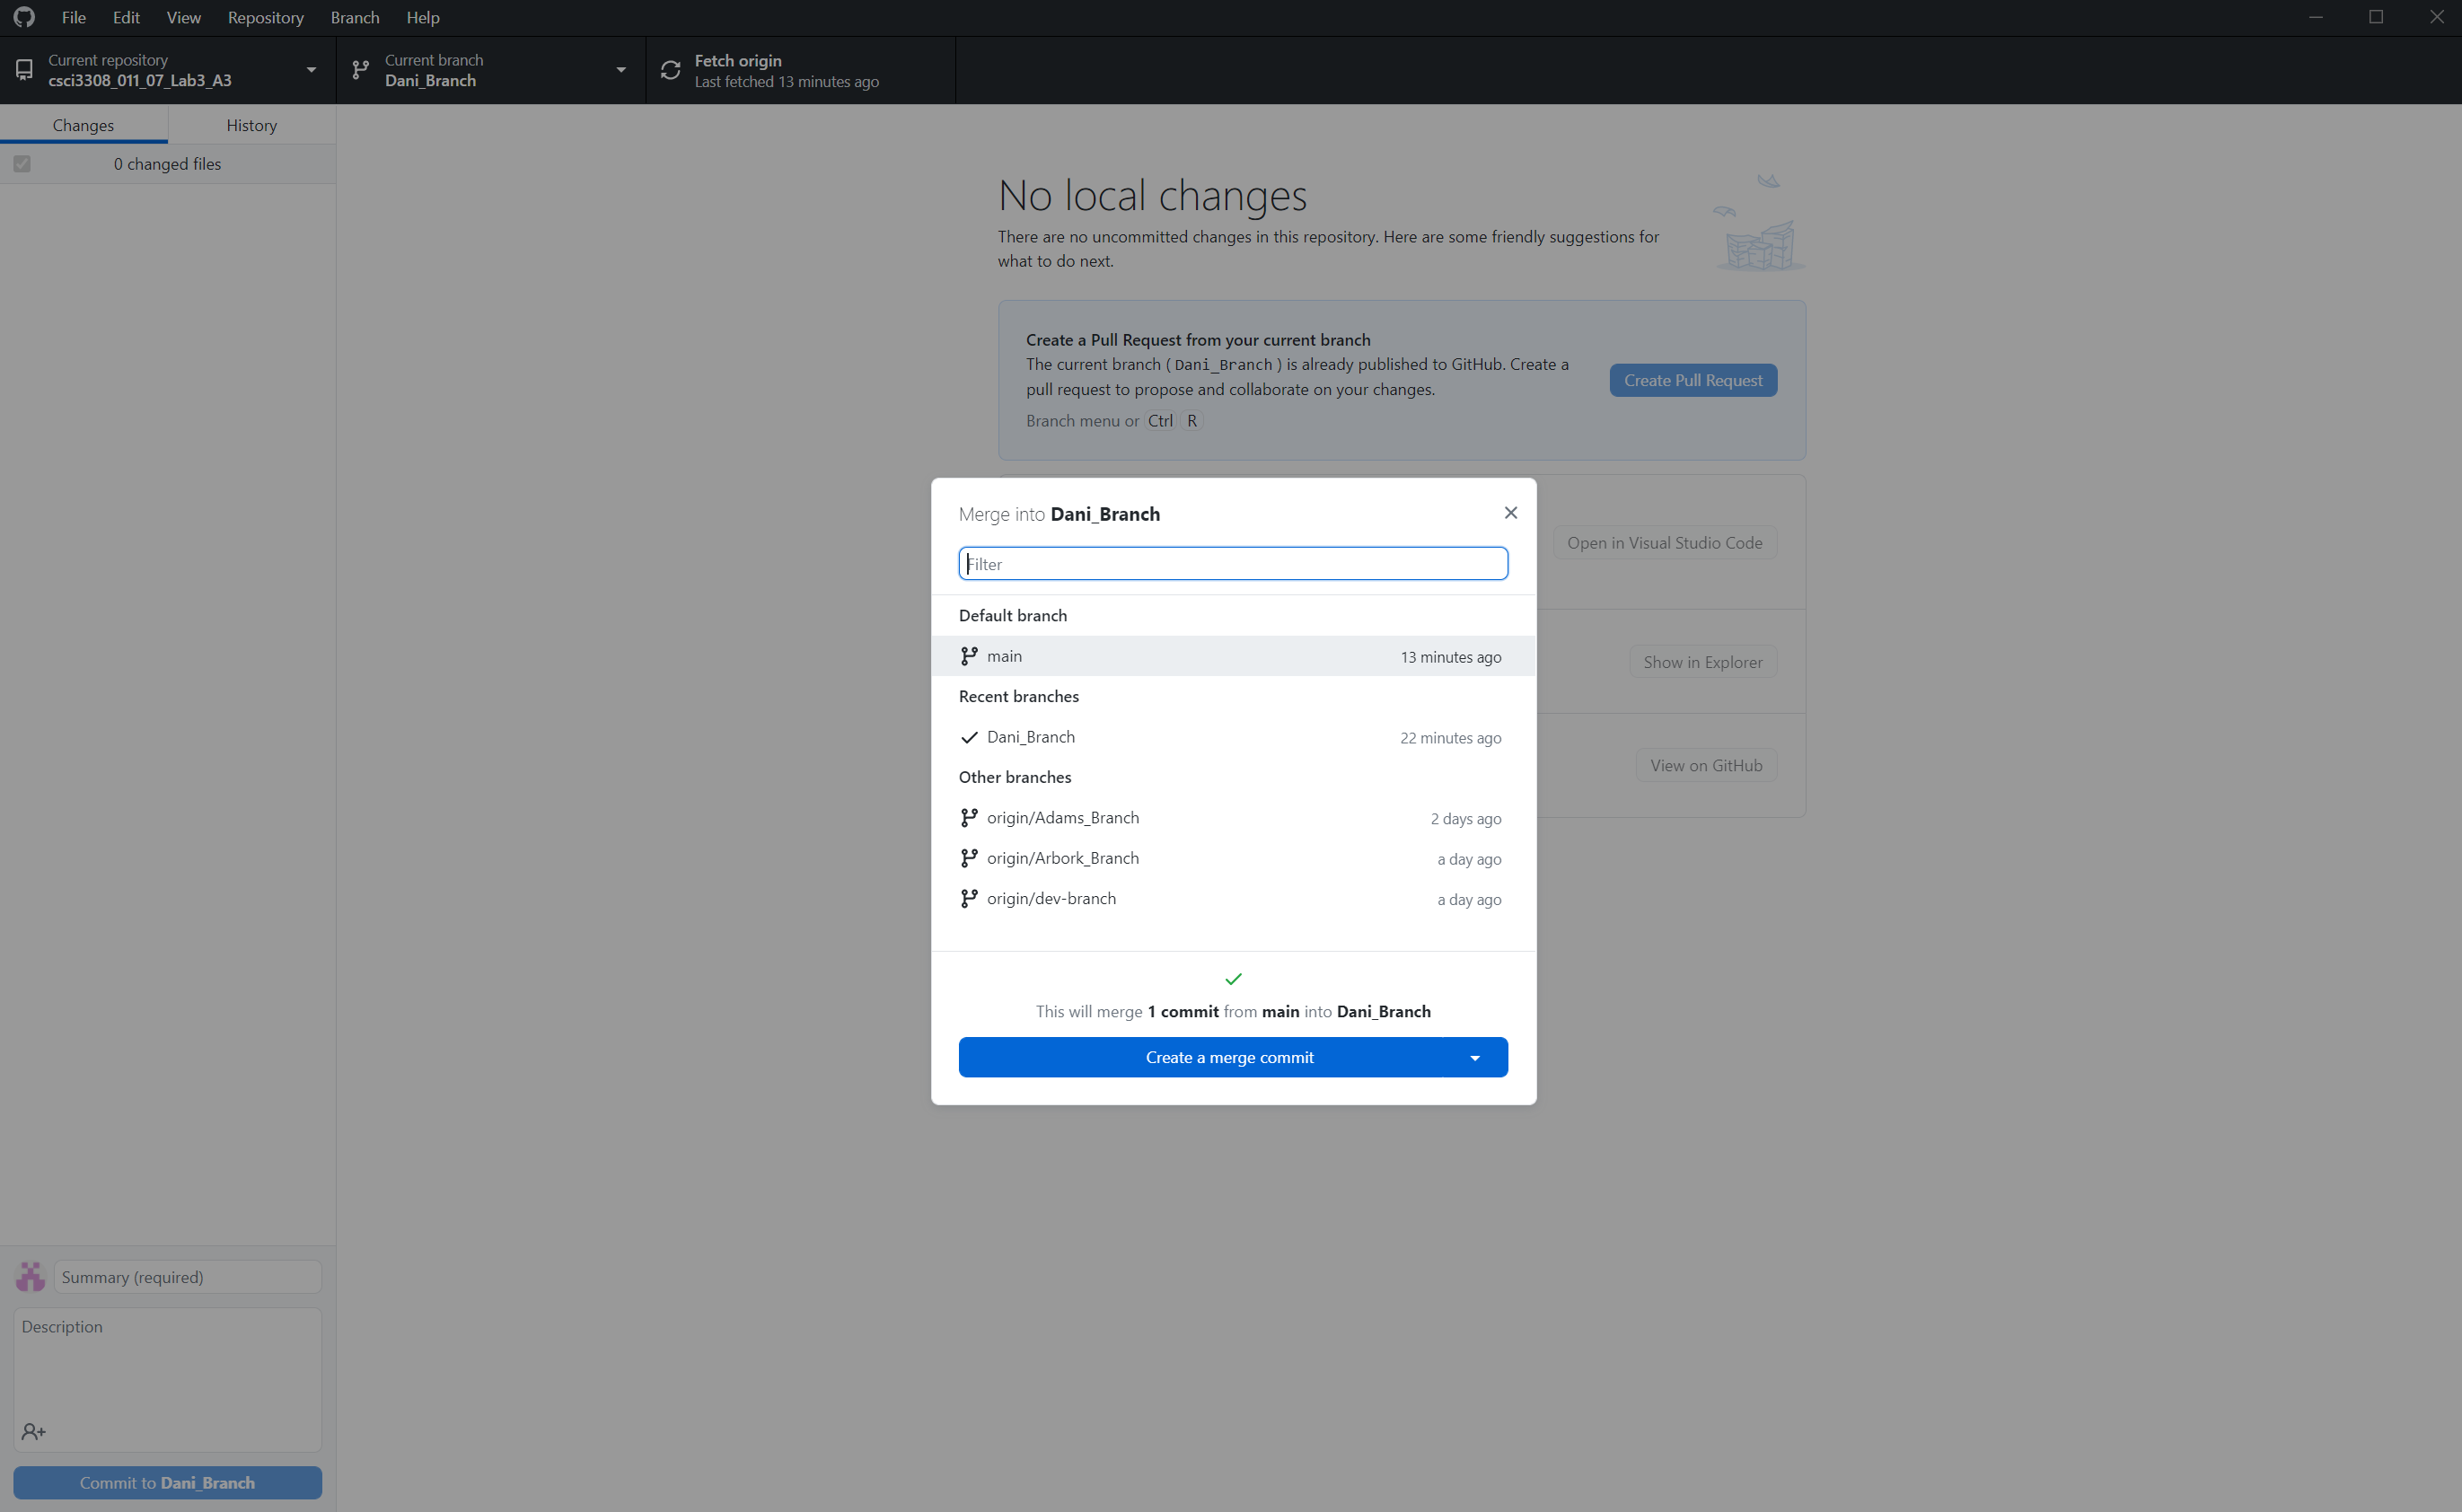 File Edit View Repository Branch Help
Current repository
csci3308_011_07_Lab3_A3
Current branch
Dani_Branch
Fetch origin
Last fetched 13 minutes ago
Changes History
0 changed files
No local changes
There are no uncommitted changes in this repository. Here are some friendly suggestions for
what to do next.
Create a Pull Request from your current branch
The current branch (Dani_Branch) is already published to GitHub. Create a
pull request to propose and collaborate on your changes.
Branch menu or Ctrl R
Create Pull Request
Open in Visual Studio Code
Show in Explorer
View on GitHub
Merge into Dani_Branch
Filter
Default branch
main 13 minutes ago
Recent branches
Dani_Branch 22 minutes ago
Other branches
origin/Adams_Branch 2 days ago
origin/Arbork_Branch a day ago
origin/dev-branch a day ago
This will merge 1 commit from main into Dani_Branch
Create a merge commit
Summary (required)
Description
Commit to Dani_Branch